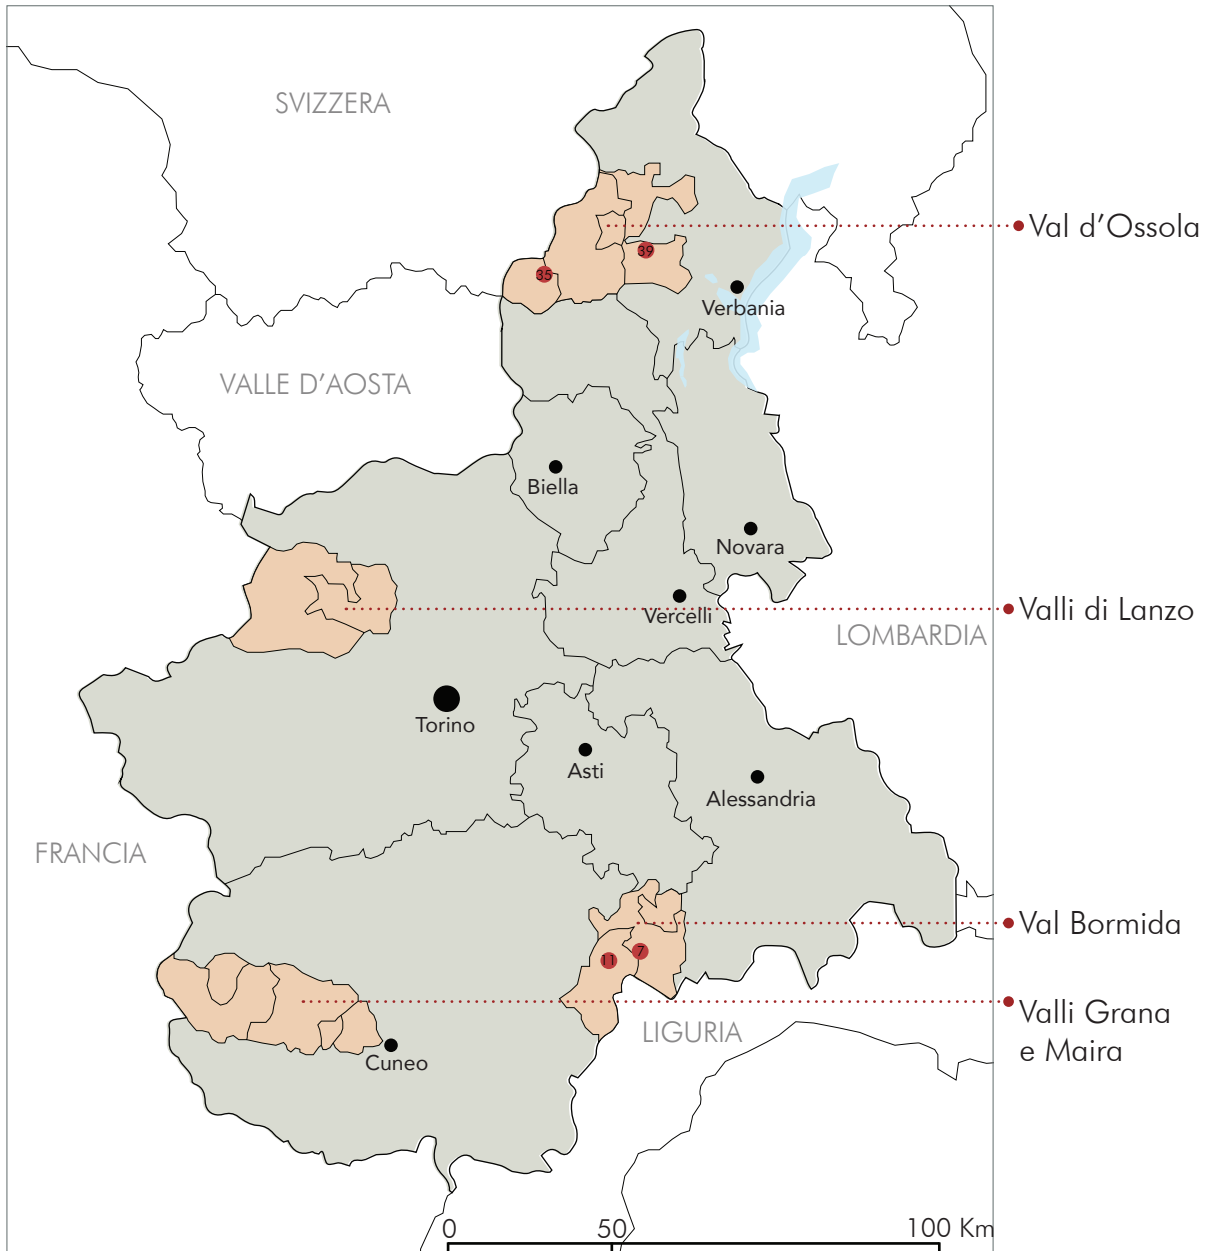 SVIZZERA
Val d’Ossola
39
35
Verbania
VALLE D’AOSTA
Biella
Novara
Vercelli
Valli di Lanzo
LOMBARDIA
Torino
Asti
Alessandria
FRANCIA
Val Bormida
7
11
Valli Grana
e Maira
LIGURIA
Cuneo
0 50 100 Km